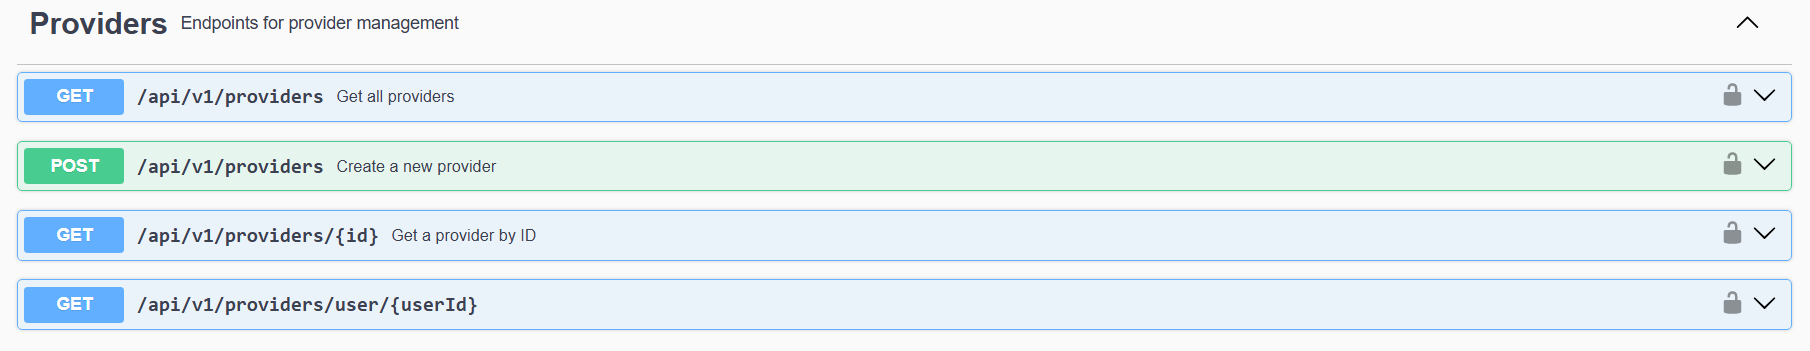 Providers Endpoints for provider management
GET /api/v1/providers Get all providers
POST /api/v1/providers Create a new provider
GET /api/v1/providers/{id} Get a provider by ID
GET /api/v1/providers/user/{userId}